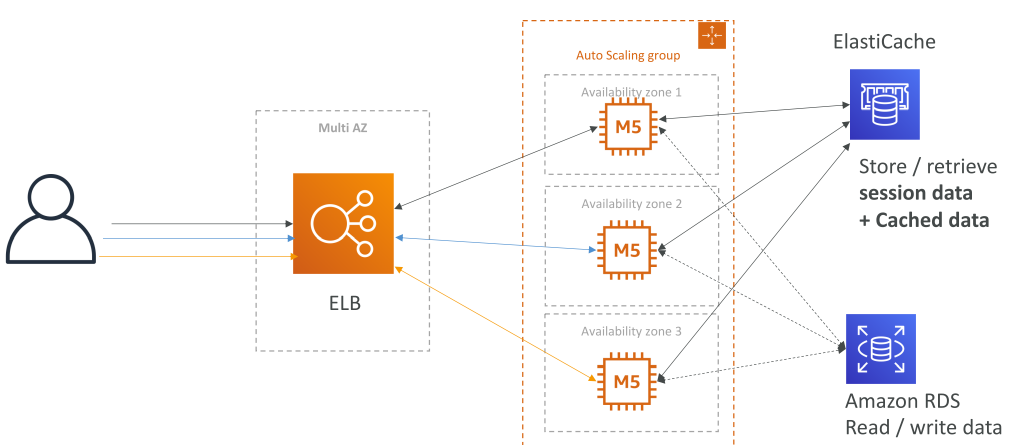 ElastiCache
Auto Scaling group
Availability zone 1
Multi AZ
M5
Store / retrieve
session data
+ Cached data
Availability zone 2
M5
ELB
Availability zone 3
M5
Amazon RDS
Read / write data